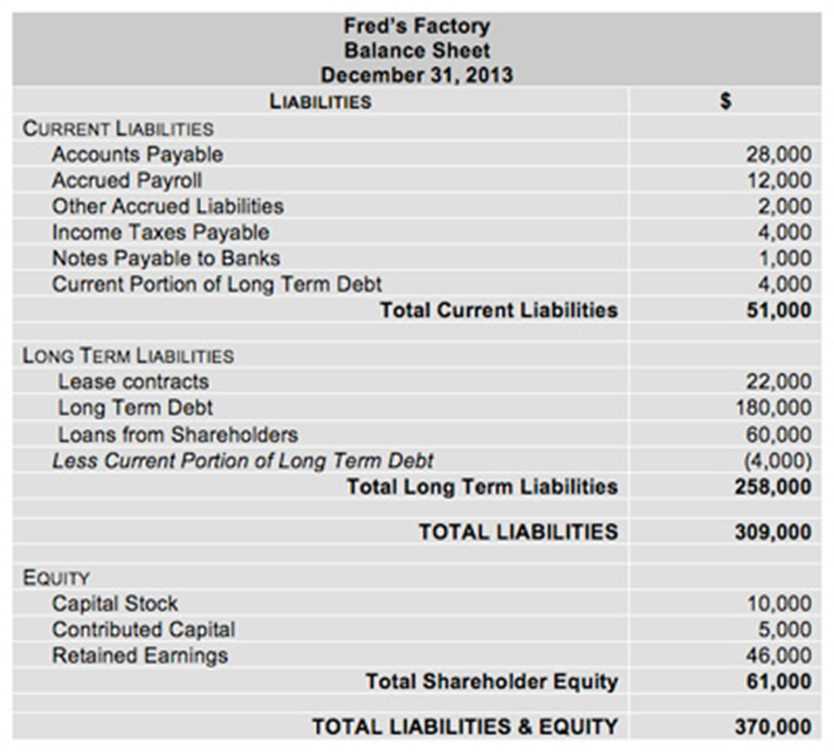 Fred's Factory
Balance Sheet
December 31, 2013
LIABILITIES $
CURRENT LIABILITIES
Accounts Payable 28,000
Accrued Payroll 12,000
Other Accrued Liabilities 2,000
Income Taxes Payable 4,000
Notes Payable to Banks 1,000
Current Portion of Long Term Debt 4,000
Total Current Liabilities 51,000
LONG TERM LIABILITIES
Lease contracts 22,000
Long Term Debt 180,000
Loans from Shareholders 60,000
Less Current Portion of Long Term Debt (4,000)
Total Long Term Liabilities 258,000
TOTAL LIABILITIES 309,000
EQUITY
Capital Stock 10,000
Contributed Capital 5,000
Retained Earnings 46,000
Total Shareholder Equity 61,000
TOTAL LIABILITIES & EQUITY 370,000